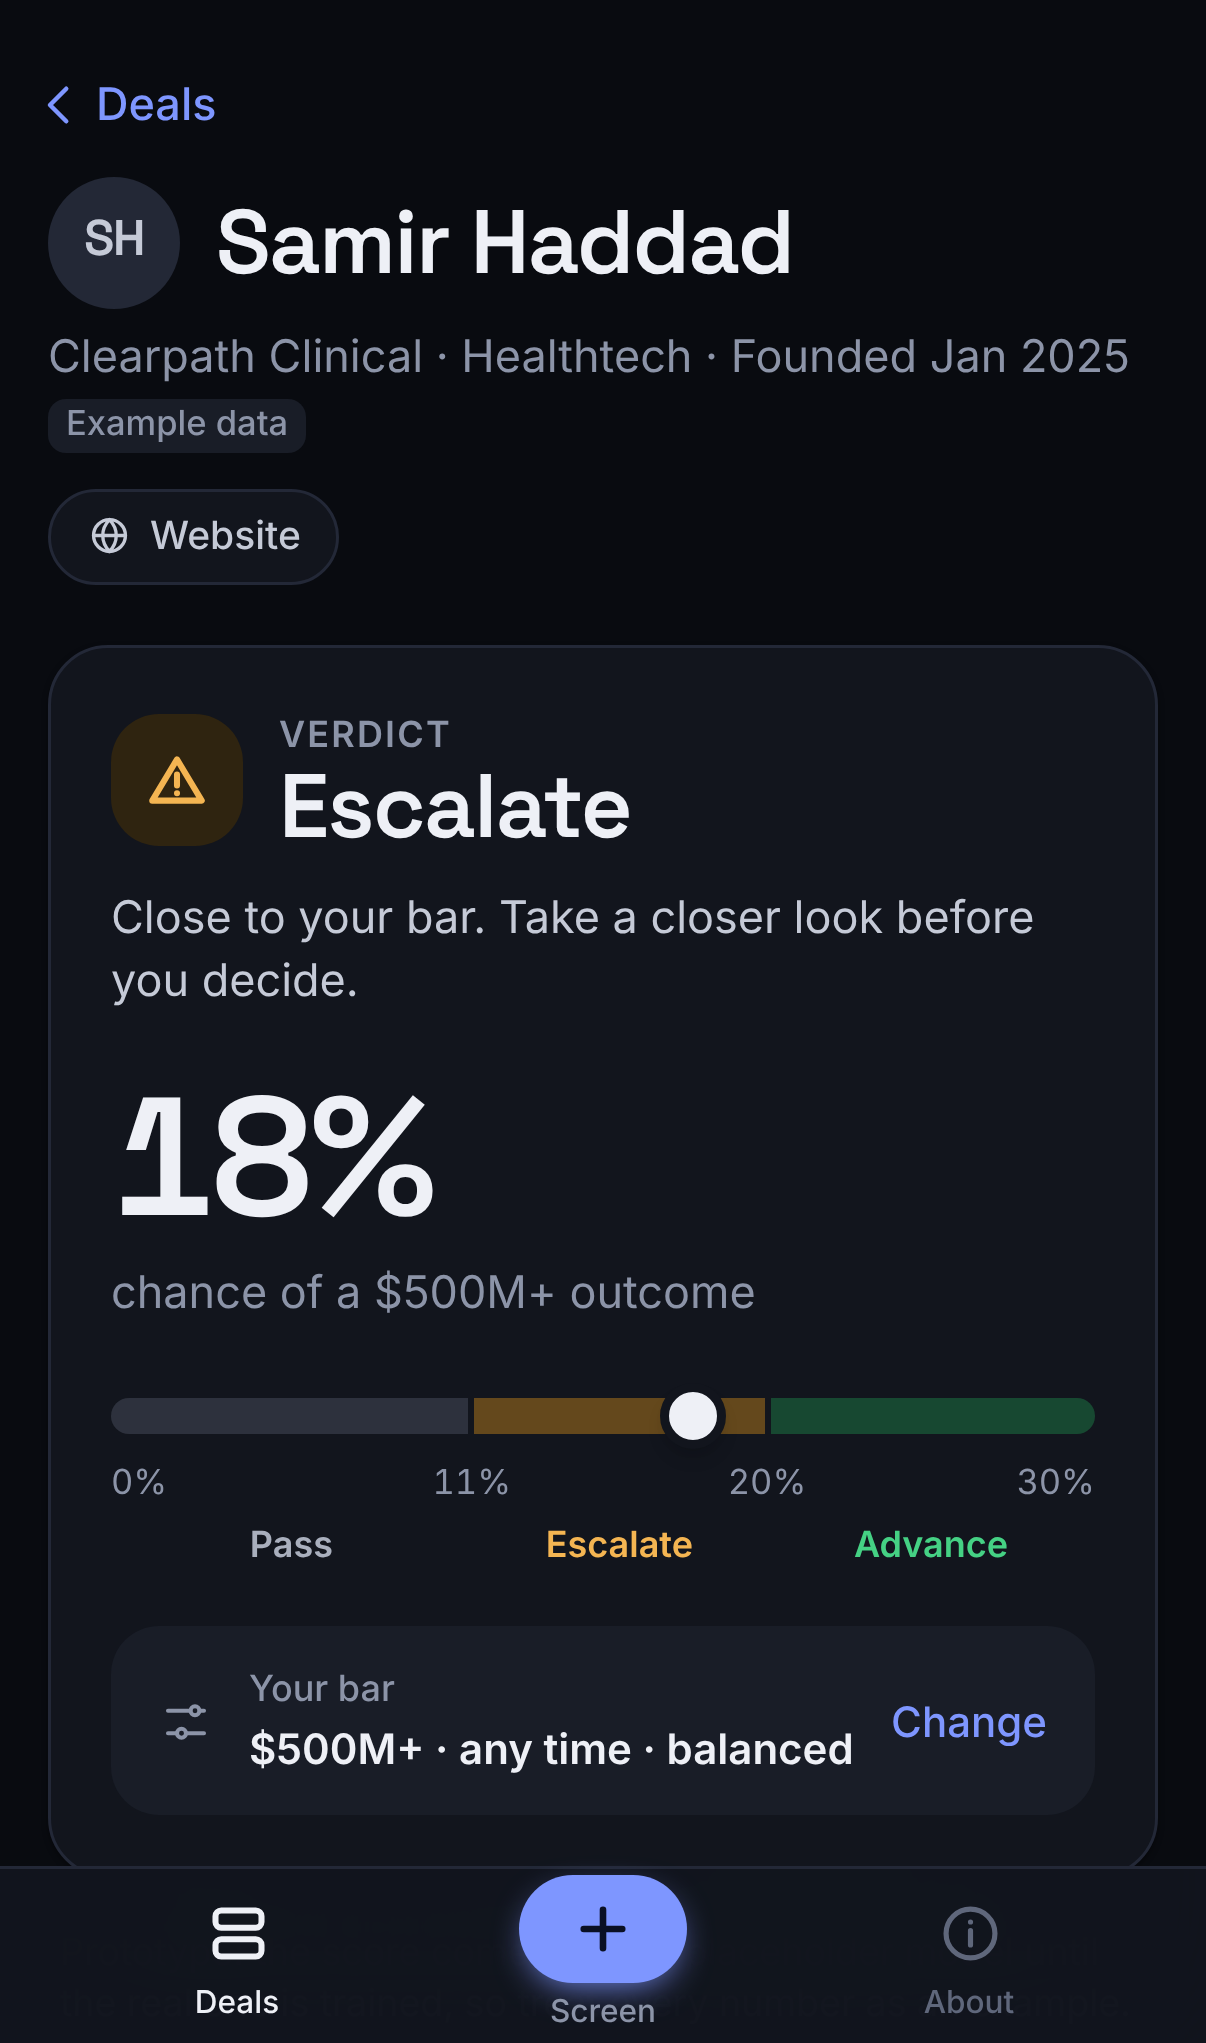 Deals
SH
Samir Haddad
Clearpath Clinical · Healthtech · Founded Jan 2025
Example data
Website
VERDICT
Escalate
Close to your bar. Take a closer look before
you decide.
18%
chance of a $500M+ outcome
0% 11% 20% 30%
Pass Escalate Advance
Your bar
$500M+ · any time · balanced
Change
Deals
Screen
About